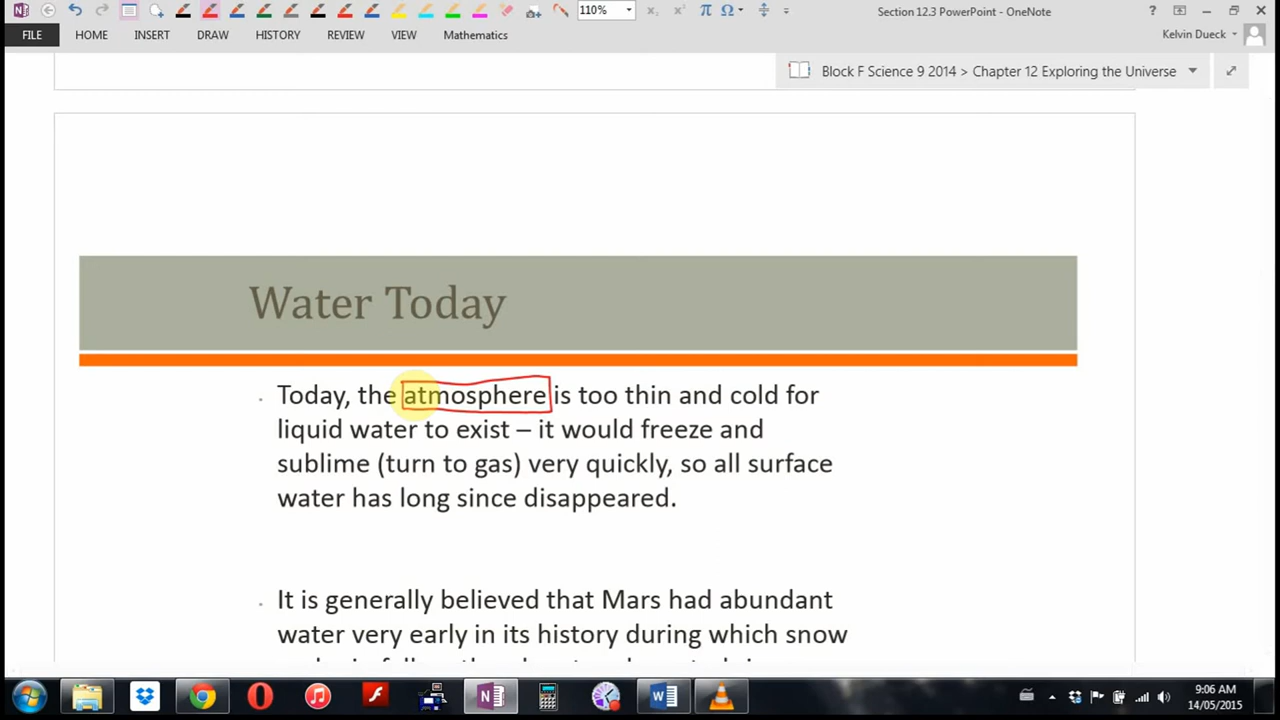 110%
Section 12.3 PowerPoint - OneNote
FILE HOME INSERT DRAW HISTORY REVIEW VIEW Mathematics
Kelvin Dueck
Block F Science 9 2014 > Chapter 12 Exploring the Universe
Water Today
Today, the atmosphere is too thin and cold for
liquid water to exist – it would freeze and
sublime (turn to gas) very quickly, so all surface
water has long since disappeared.
It is generally believed that Mars had abundant
water very early in its history during which snow
9:06 AM
14/05/2015